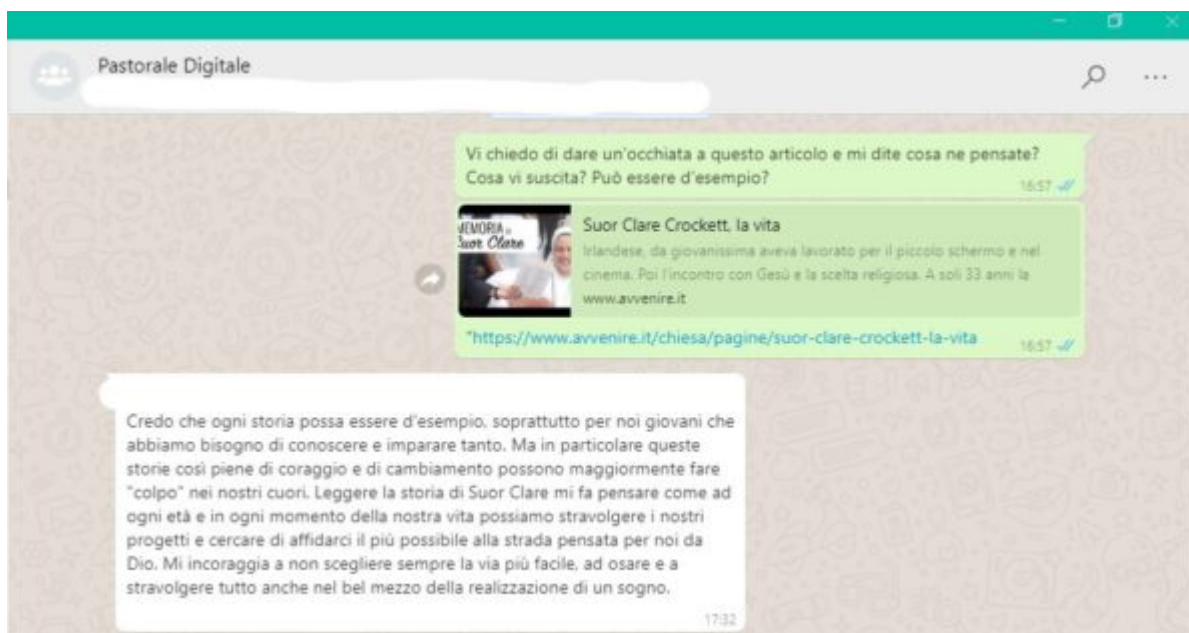 Pastorale Digitale
Vi chiedo di dare un'occhiata a questo articolo e mi dite cosa ne pensate?
Cosa vi suscita? Può essere d'esempio?
16:57
MEMORIA di
Suor Clare
Suor Clare Crockett, la vita
Irlandese, da giovanissima aveva lavorato per il piccolo schermo e nel
cinema. Poi l'incontro con Gesù e la scelta religiosa. A soli 33 anni la
www.avvenire.it
"https://www.avvenire.it/chiesa/pagine/suor-clare-crockett-la-vita
16:57
Credo che ogni storia possa essere d'esempio, soprattutto per noi giovani che
abbiamo bisogno di conoscere e imparare tanto. Ma in particolare queste
storie così piene di coraggio e di cambiamento possono maggiormente fare
"colpo" nei nostri cuori. Leggere la storia di Suor Clare mi fa pensare come ad
ogni età e in ogni momento della nostra vita possiamo stravolgere i nostri
progetti e cercare di affidarci il più possibile alla strada pensata per noi da
Dio. Mi incoraggia a non scegliere sempre la via più facile, ad osare e a
stravolgere tutto anche nel bel mezzo della realizzazione di un sogno.
17:32